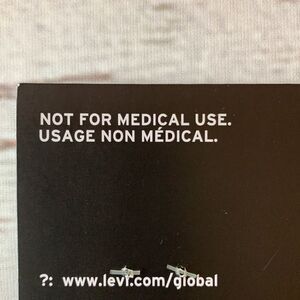 NOT FOR MEDICAL USE.
USAGE NON MÉDICAL.
?: www.levi.com/global